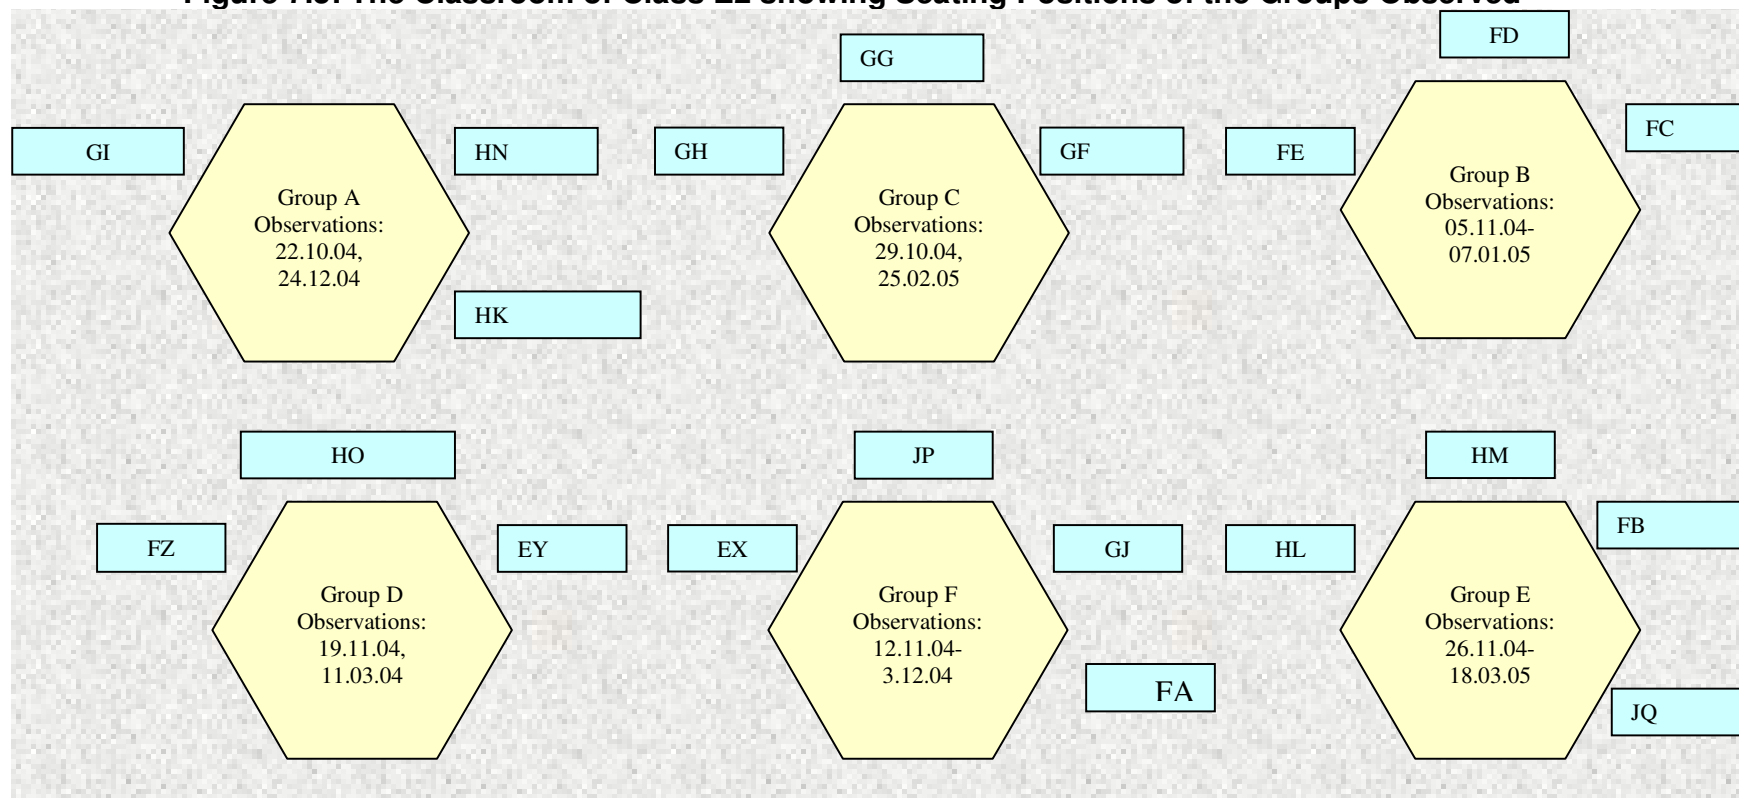 Figure The Classroom of Class showing Seating Positions of the Groups Observed
GI
HN
HK
Group A
Observations:
22.10.04,
24.12.04
GG
GH
GF
Group C
Observations:
29.10.04,
25.02.05
FD
FE
FC
Group B
Observations:
05.11.04-
07.01.05
HO
FZ
EY
Group D
Observations:
19.11.04,
11.03.04
JP
EX
GJ
Group F
Observations:
12.11.04-
3.12.04
FA
HM
HL
FB
Group E
Observations:
26.11.04-
18.03.05
JQ